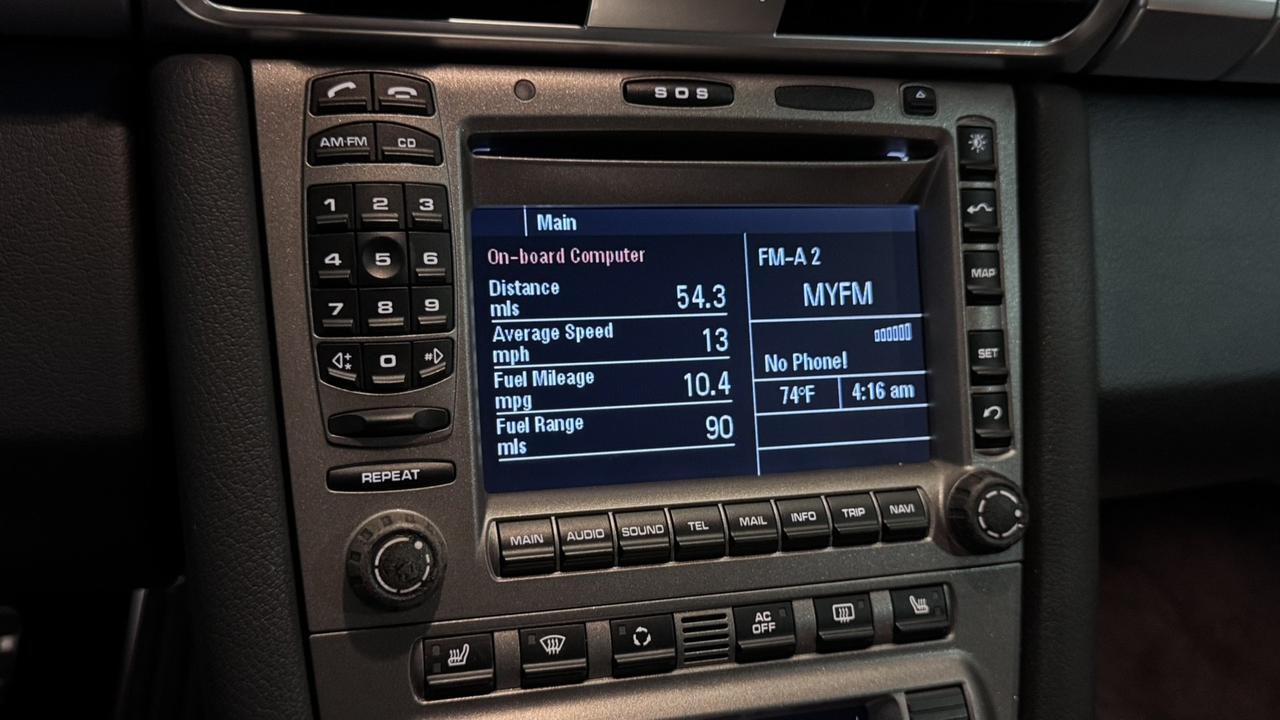 SOS
AM·FM CD
1 2 3
4 5 6
7 8 9
* 0 #
REPEAT
Main
On-board Computer
Distance
mls 54.3
Average Speed
mph 13
Fuel Mileage
mpg 10.4
Fuel Range
mls 90
FM-A 2
MYFM
No Phone!
74°F 4:16 am
MAP
SET
MAIN AUDIO SOUND TEL MAIL INFO TRIP NAVI
AC
OFF